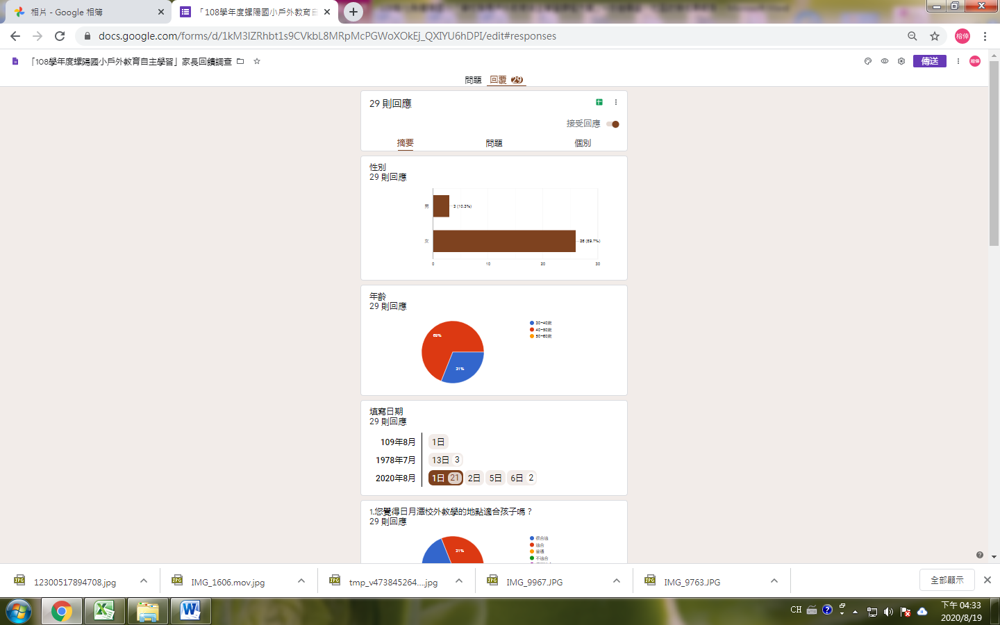 相片 - Google 相簿
「108學年度螺陽國小戶外教育自
docs.google.com/forms/d/1kM3IZRhbt1s9CVkbL8MRpMcPGWoXOkEj_QXIYU6hDPI/edit#responses
「108學年度螺陽國小戶外教育自主學習」家長回饋調查
傳送
問題 回覆 29
29 則回應
接受回應
摘要 問題 個別
性別
29 則回應
男 3 (10.3%)
女 26 (89.7%)
0 10 20 30
年齡
29 則回應
30-40歲
40-50歲
50-60歲
69%
31%
填寫日期
29 則回應
109年8月 1日
1978年7月 13日 3
2020年8月 1日 21 2日 5日 6日 2
1.您覺得日月潭校外教學的地點適合孩子嗎？
29 則回應
很合適
適合
普通
不適合
31%
12300517894708.jpg
IMG_1606.mov.jpg
tmp_v473845264....jpg
IMG_9967.JPG
IMG_9763.JPG
全部顯示
CH
下午 04:33
2020/8/19